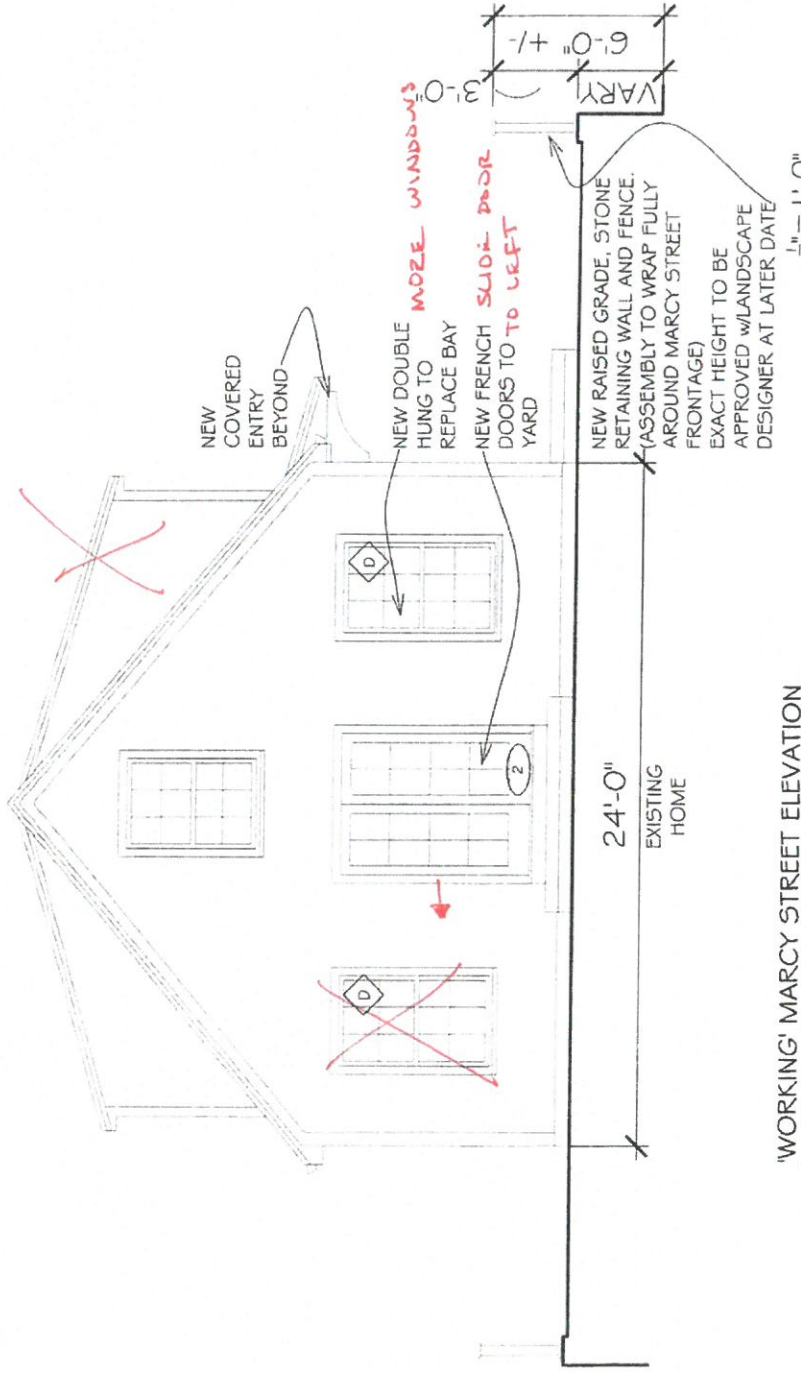 NEW
COVERED
ENTRY
BEYOND
NEW DOUBLE
HUNG TO
REPLACE BAY
MORE WINDOWS
NEW FRENCH
DOORS TO
YARD
SLIDE DOOR
TO LEFT
D
D
2
3'-0"
6'-0" +/-
VARY
NEW RAISED GRADE, STONE
RETAINING WALL AND FENCE.
(ASSEMBLY TO WRAP FULLY
AROUND MARCY STREET
FRONTAGE)
EXACT HEIGHT TO BE
APPROVED w/LANDSCAPE
DESIGNER AT LATER DATE
24'-0"
EXISTING
HOME
'WORKING' MARCY STREET ELEVATION